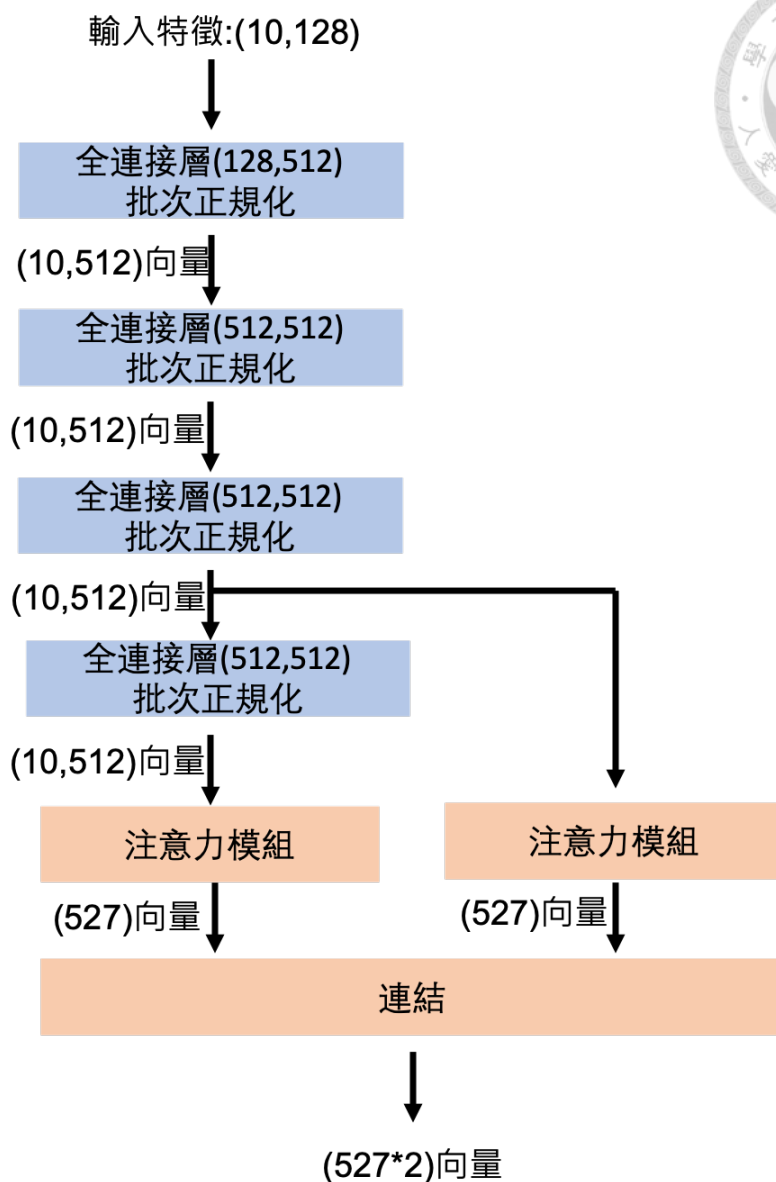 輸入特徵:(10,128)
全連接層(128,512)
批次正規化
(10,512)向量
全連接層(512,512)
批次正規化
(10,512)向量
全連接層(512,512)
批次正規化
(10,512)向量
全連接層(512,512)
批次正規化
(10,512)向量
注意力模組
注意力模組
(527)向量
(527)向量
連結
(527*2)向量